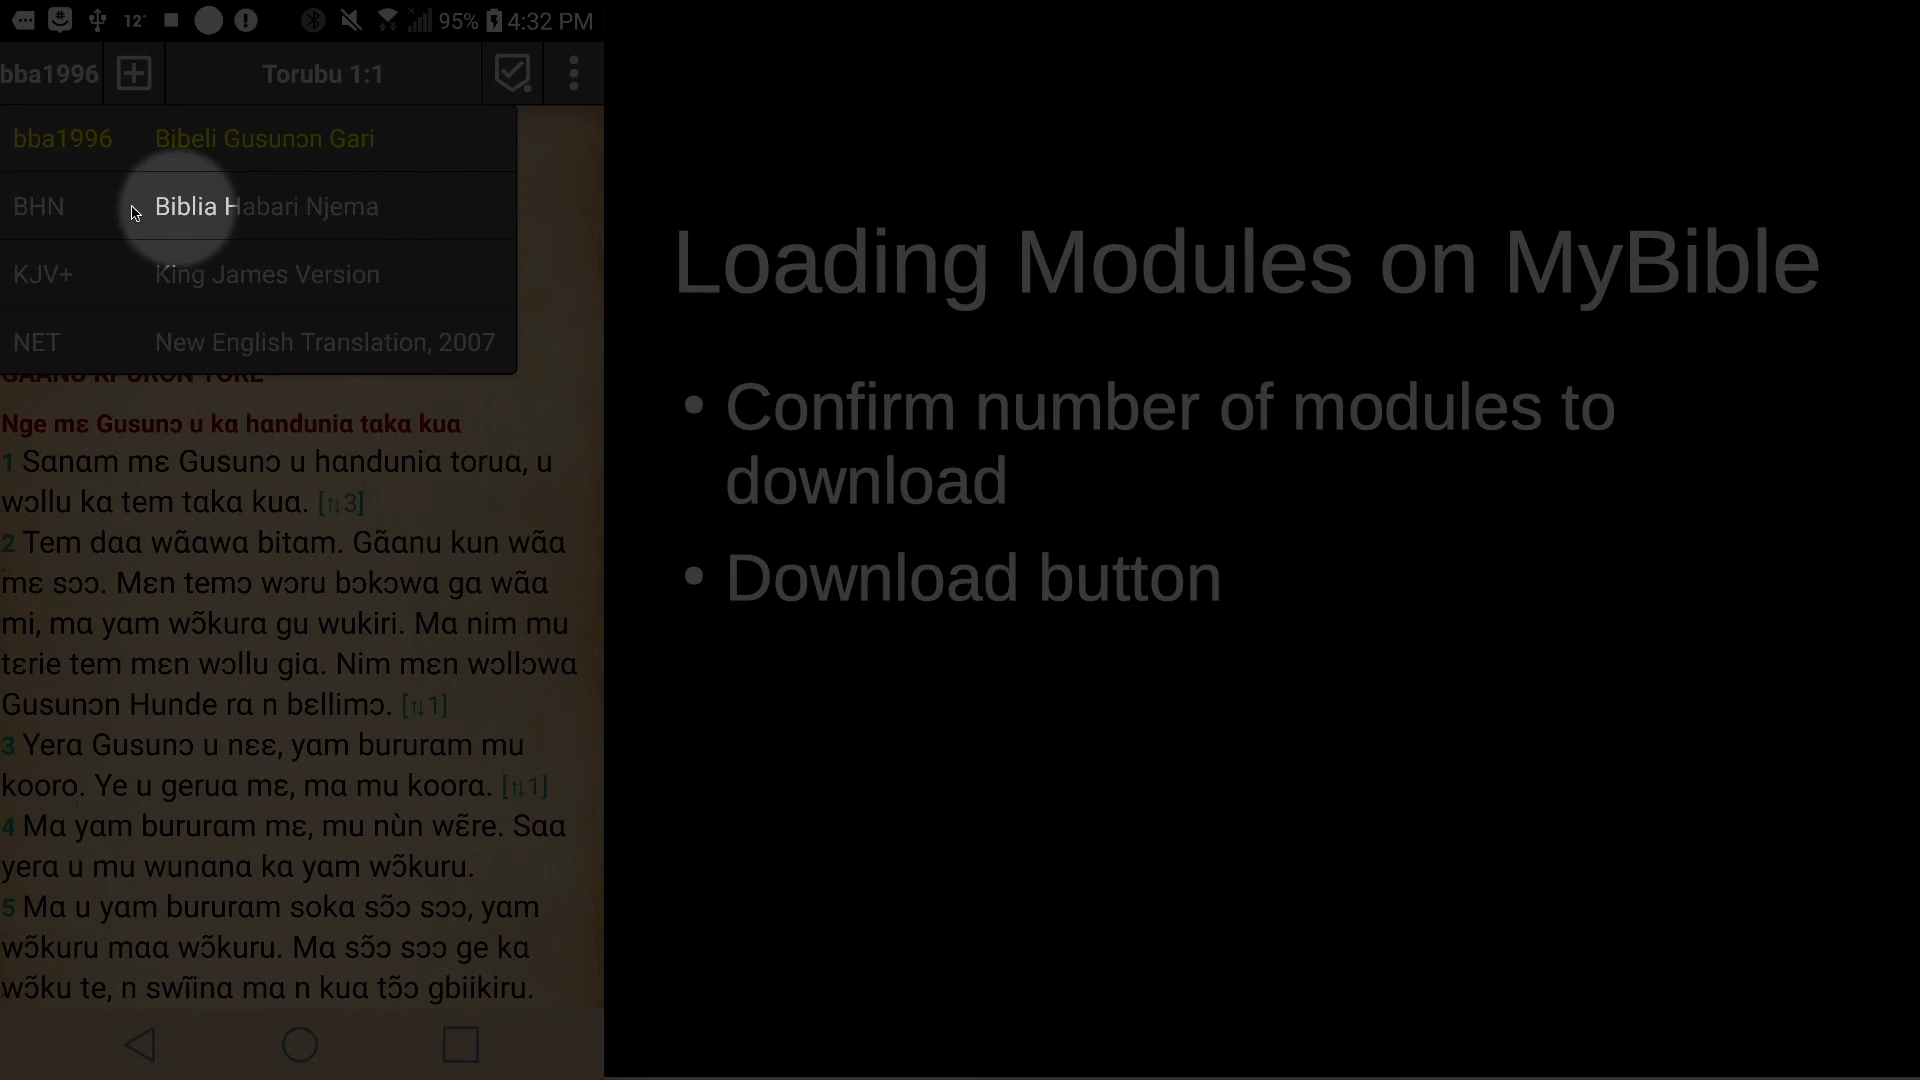 12° 95% 4:32 PM
bba1996 Torubu 1:1
bba1996 Bibeli Gusunɔn Gari
BHN Biblia Habari Njema
KJV+ King James Version
NET New English Translation, 2007
Nge mɛ Gusunɔ u ka handunia taka kua
1 Sanam mɛ Gusunɔ u handunia torua, u
wɔllu ka tem taka kua. [↑↓3]
2 Tem daa wãawa bitam. Gãanu kun wãa
mɛ sɔɔ. Mɛn temɔ wɔru bɔkɔwa ga wãa
mi, ma yam wɔ̃kura gu wukiri. Ma nim mu
tɛrie tem mɛn wɔllu gia. Nim mɛn wɔllɔwa
Gusunɔn Hunde ra n bɛllimɔ. [↑↓1]
3 Yera Gusunɔ u nɛɛ, yam bururam mu
kooro. Ye u gerua mɛ, ma mu koora. [↑↓1]
4 Ma yam bururam mɛ, mu nùn wɛ̃re. Saa
yera u mu wunana ka yam wɔ̃kuru.
5 Ma u yam bururam soka sɔ̃ɔ sɔɔ, yam
wɔ̃kuru maa wɔ̃kuru. Ma sɔ̃ɔ sɔɔ ge ka
wɔ̃ku te, n swĩina ma n kua tɔ̃ɔ gbiikiru.
Loading Modules on MyBible
• Confirm number of modules to
download
• Download button